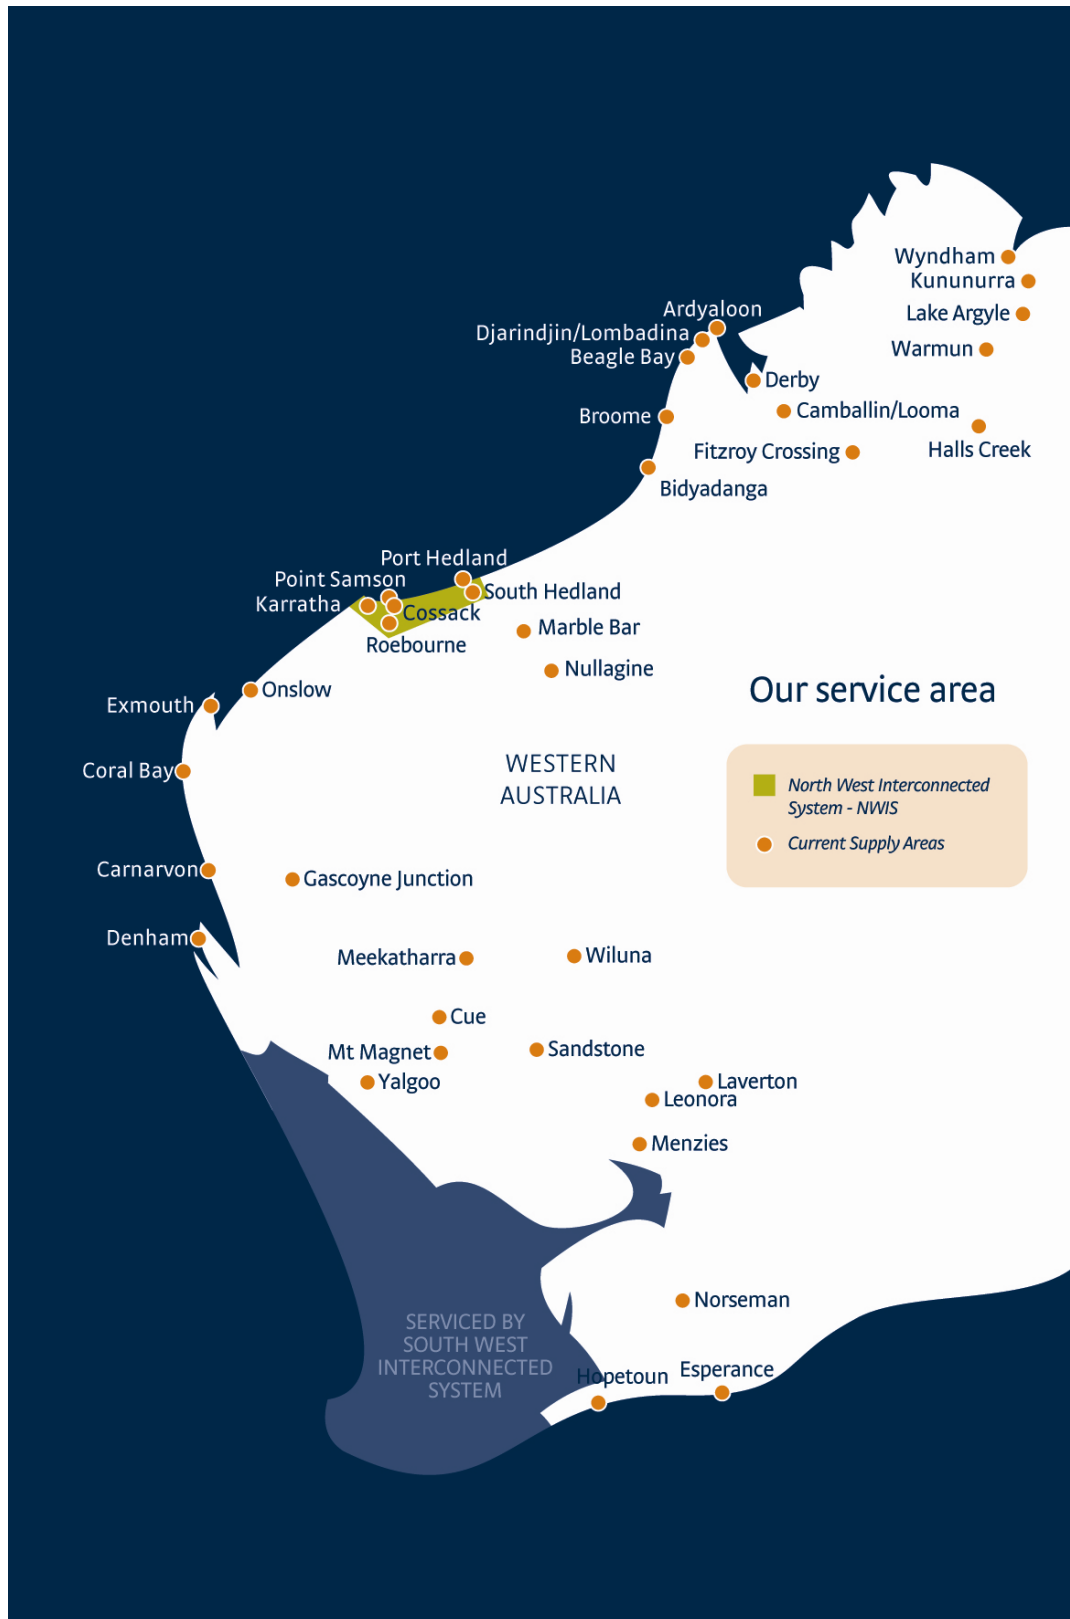 Wyndham
Kununurra
Ardyaloon
Lake Argyle
Djarindjin/Lombadina
Warmun
Beagle Bay
Derby
Camballin/Looma
Broome
Halls Creek
Fitzroy Crossing
Bidyadanga
Port Hedland
Point Samson
South Hedland
Karratha
Cossack
Marble Bar
Roebourne
Nullagine
Onslow
Our service area
Exmouth
WESTERN
AUSTRALIA
Coral Bay
North West Interconnected
System - NWIS
Current Supply Areas
Carnarvon
Gascoyne Junction
Denham
Meekatharra
Wiluna
Cue
Mt Magnet
Sandstone
Yalgoo
Laverton
Leonora
Menzies
Norseman
SERVICED BY
SOUTH WEST
INTERCONNECTED
SYSTEM
Hopetoun
Esperance